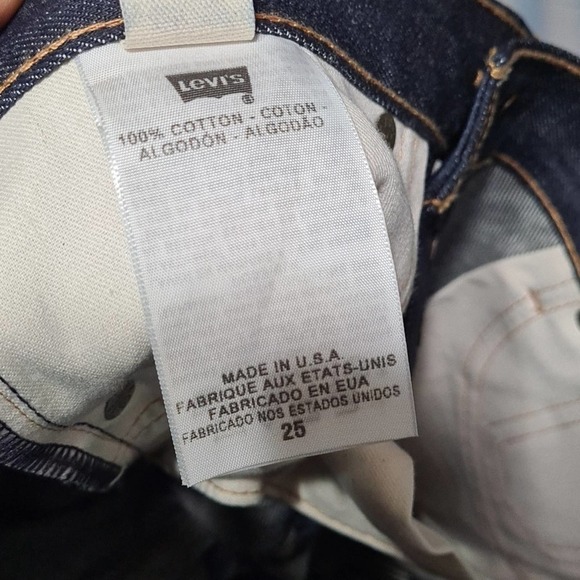 Levi's ®
100% COTTON - COTON -
ALGODÓN - ALGODÃO
MADE IN U.S.A.
FABRIQUE AUX ETATS-UNIS
FABRICADO EN EUA
FABRICADO NOS ESTADOS UNIDOS
25